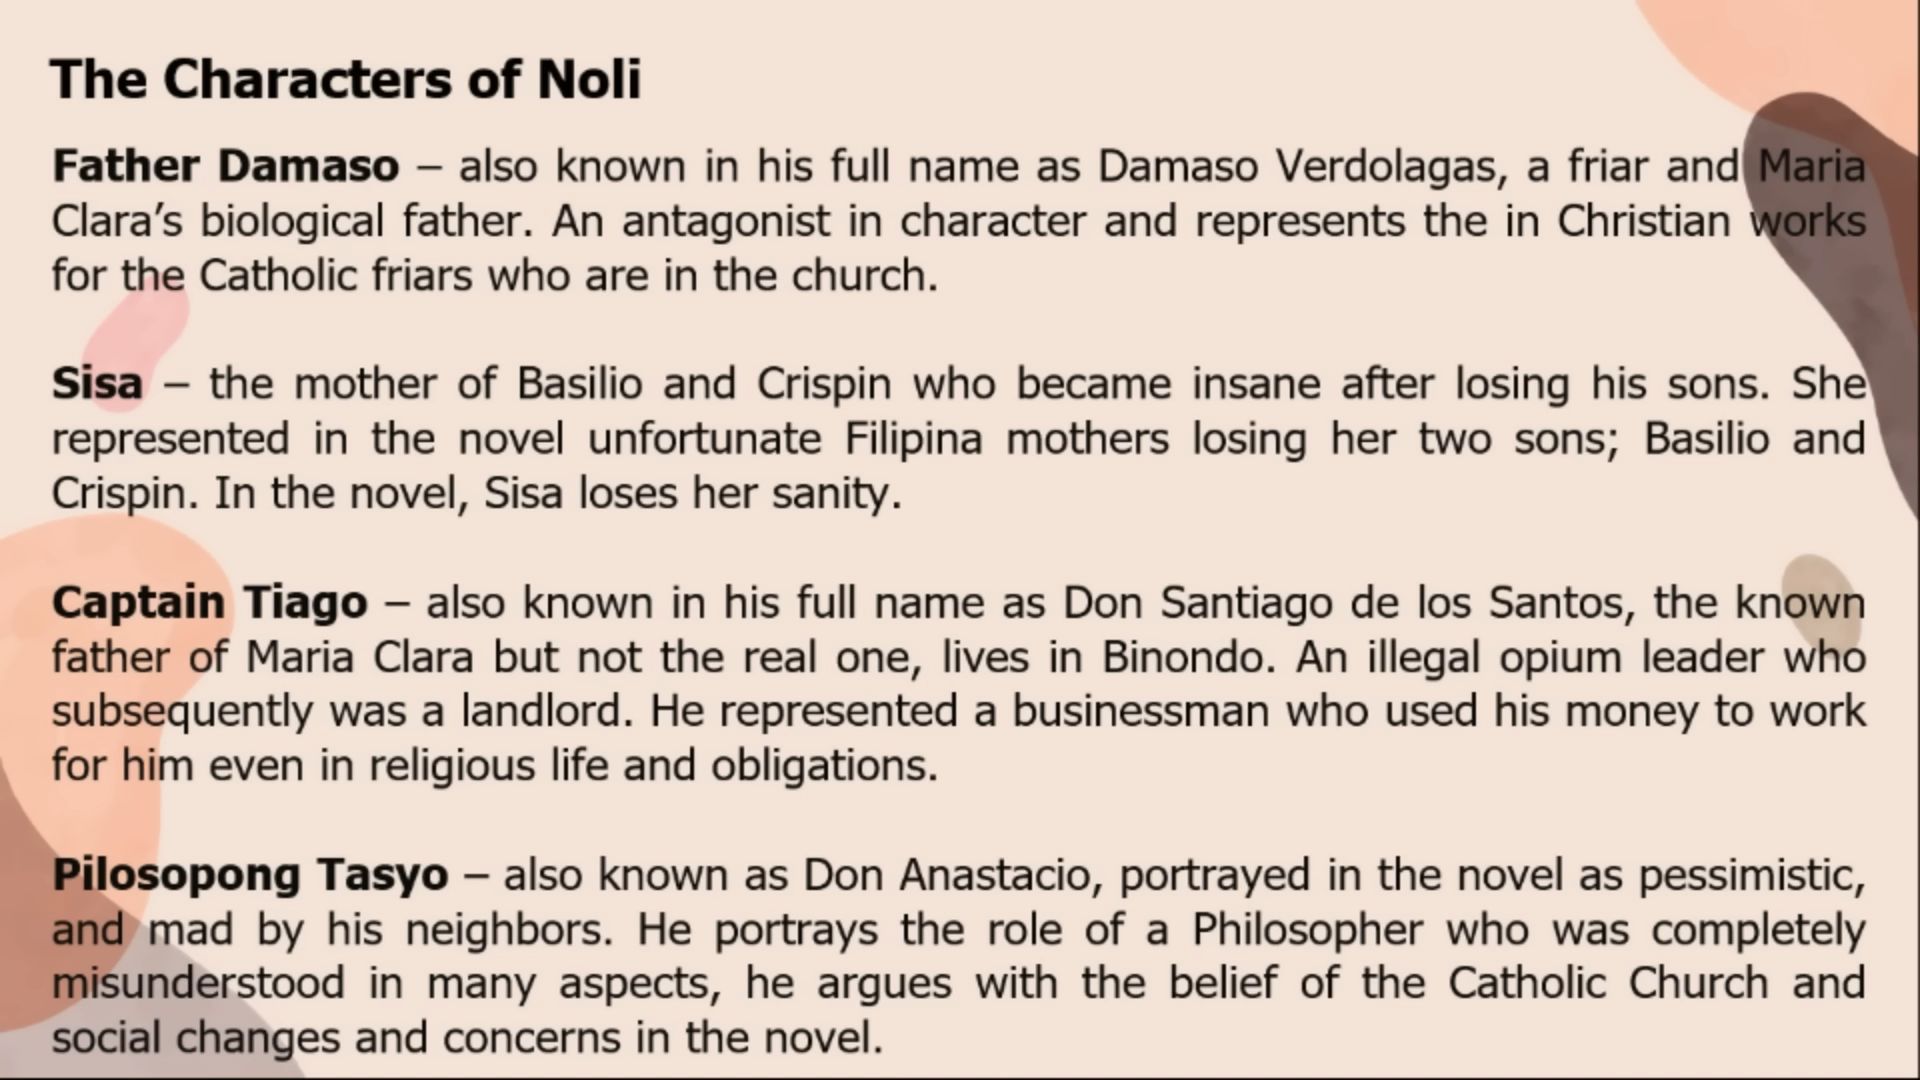 The Characters of Noli
Father Damaso – also known in his full name as Damaso Verdolagas, a friar and Maria
Clara’s biological father. An antagonist in character and represents the in Christian works
for the Catholic friars who are in the church.
Sisa – the mother of Basilio and Crispin who became insane after losing his sons. She
represented in the novel unfortunate Filipina mothers losing her two sons; Basilio and
Crispin. In the novel, Sisa loses her sanity.
Captain Tiago – also known in his full name as Don Santiago de los Santos, the known
father of Maria Clara but not the real one, lives in Binondo. An illegal opium leader who
subsequently was a landlord. He represented a businessman who used his money to work
for him even in religious life and obligations.
Pilosopong Tasyo – also known as Don Anastacio, portrayed in the novel as pessimistic,
and mad by his neighbors. He portrays the role of a Philosopher who was completely
misunderstood in many aspects, he argues with the belief of the Catholic Church and
social changes and concerns in the novel.